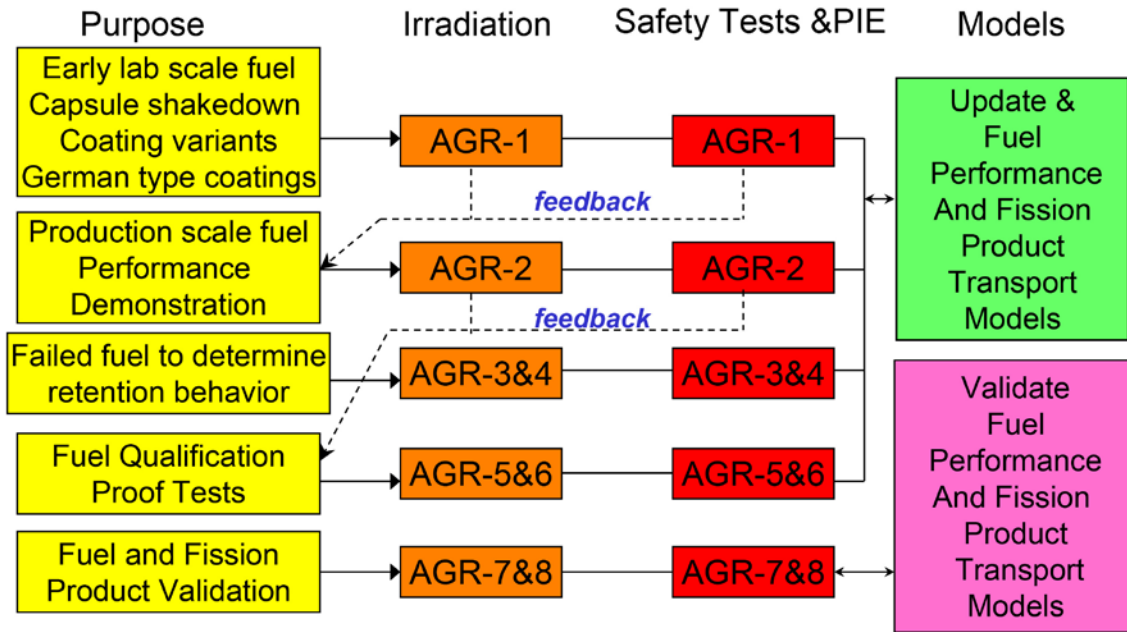 Purpose
Irradiation
Safety Tests &PIE
Models
Early lab scale fuel
Capsule shakedown
Coating variants
German type coatings
AGR-1
AGR-1
feedback
Production scale fuel
Performance
Demonstration
AGR-2
AGR-2
feedback
Failed fuel to determine
retention behavior
AGR-3&4
AGR-3&4
Fuel Qualification
Proof Tests
AGR-5&6
AGR-5&6
Fuel and Fission
Product Validation
AGR-7&8
AGR-7&8
Update &
Fuel
Performance
And Fission
Product
Transport
Models
Validate
Fuel
Performance
And Fission
Product
Transport
Models